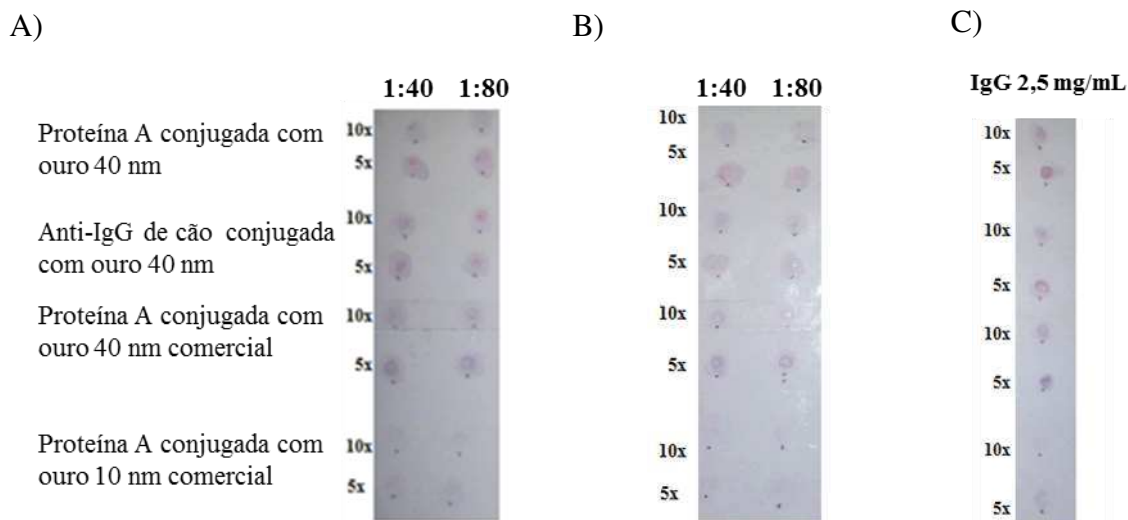 A)
B)
C)
1:40 1:80
1:40 1:80
IgG 2,5 mg/mL
Proteína A conjugada com
ouro 40 nm
Anti-IgG de cão conjugada
com ouro 40 nm
Proteína A conjugada com
ouro 40 nm comercial
Proteína A conjugada com
ouro 10 nm comercial
10x
5x
10x
5x
10x
5x
10x
5x
10x
5x
10x
5x
10x
5x
10x
5x
10x
5x
10x
5x
10x
5x
10x
5x